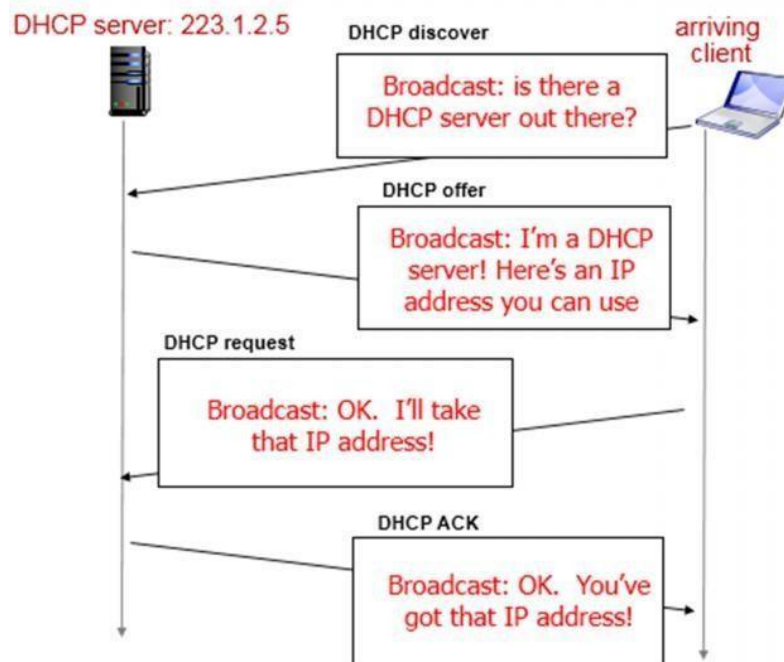 DHCP server: 223.1.2.5
DHCP discover
arriving
client
Broadcast: is there a
DHCP server out there?
DHCP offer
Broadcast: I'm a DHCP
server! Here's an IP
address you can use
DHCP request
Broadcast: OK. I'll take
that IP address!
DHCP ACK
Broadcast: OK. You've
got that IP address!